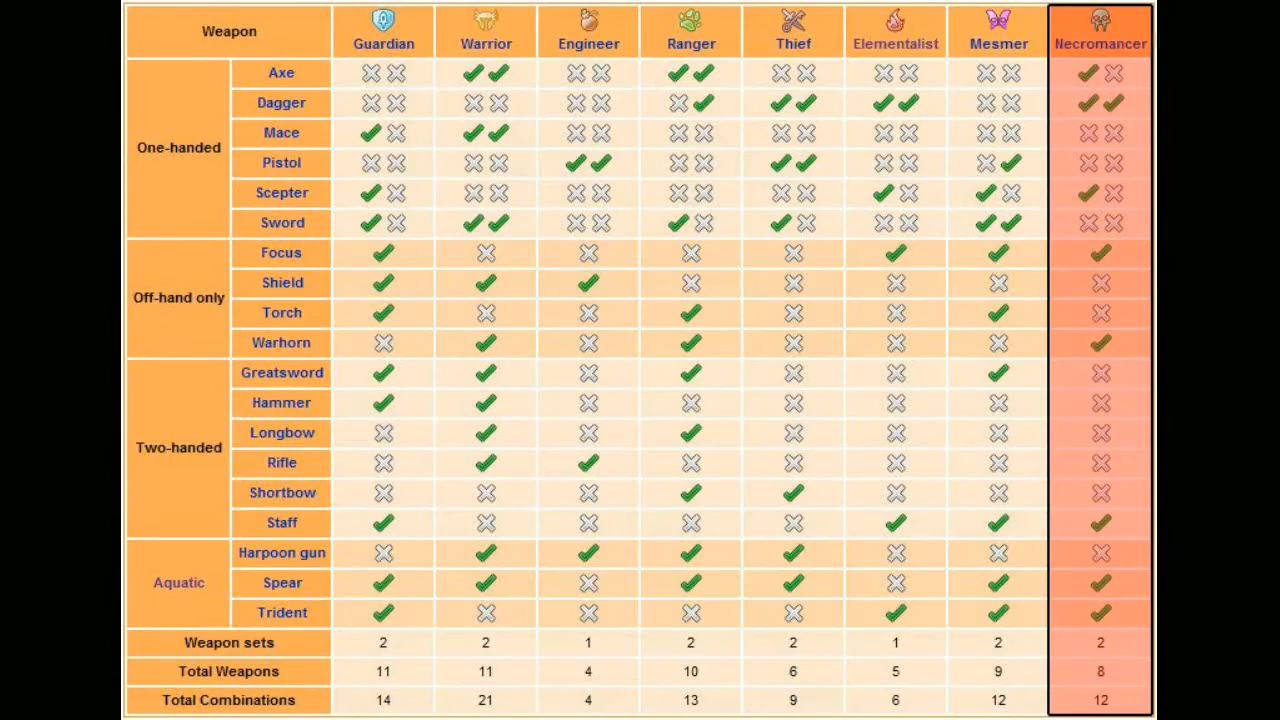 Weapon Guardian Warrior Engineer Ranger Thief Elementalist Mesmer Necromancer
One-handed
Axe
Dagger
Mace
Pistol
Scepter
Sword
Off-hand only
Focus
Shield
Torch
Warhorn
Two-handed
Greatsword
Hammer
Longbow
Rifle
Shortbow
Staff
Aquatic
Harpoon gun
Spear
Trident
Weapon sets 2 2 1 2 2 1 2 2
Total Weapons 11 11 4 10 6 5 9 8
Total Combinations 14 21 4 13 9 6 12 12